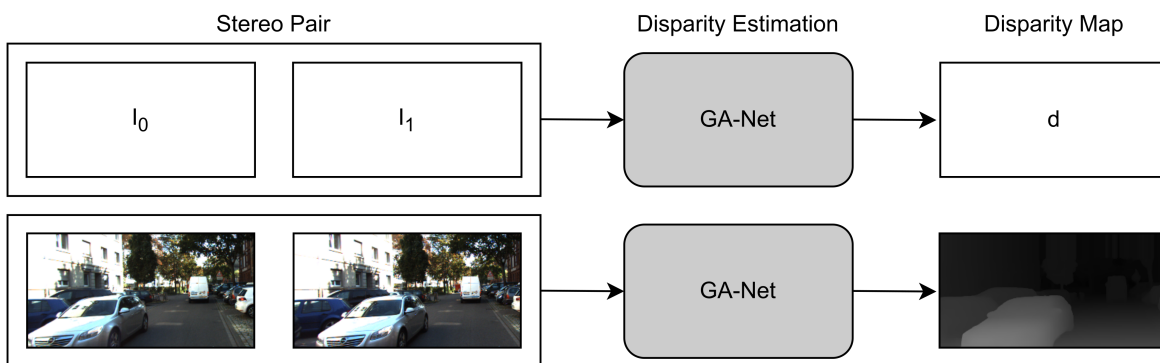 Stereo Pair
Disparity Estimation
Disparity Map
I₀
I₁
GA-Net
d
GA-Net